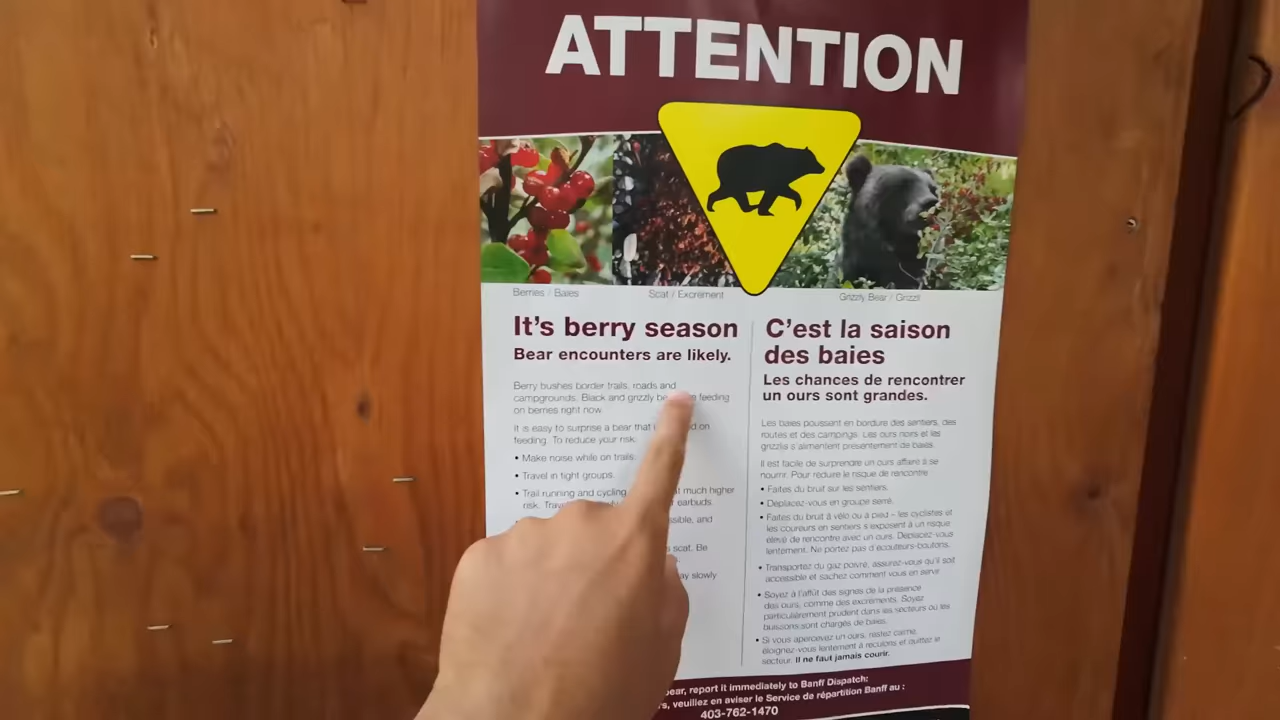 ATTENTION
Berries / Baies
Scat / Excrément
Grizzly Bear / Grizzli
It's berry season
Bear encounters are likely.
Berry bushes border trails, roads and
campgrounds. Black and grizzly feeding
on berries right now.
It is easy to surprise a bear that on
feeding. To reduce your risk:
• Make noise while on trails.
• Travel in tight groups.
• Trail running and cycling much higher
risk. earbuds.
and
scat. Be
slowly
C'est la saison
des baies
Les chances de rencontrer
un ours sont grandes.
Les baies poussent en bordure des sentiers, des
routes et des campings. Les ours noirs et les
grizzlis s'alimentent présentement de baies.
Il est facile de surprendre un ours affairé à se
nourrir. Pour réduire le risque de rencontre
• Faites du bruit sur les sentiers.
• Déplacez-vous en groupe serré.
• Faites du bruit à vélo ou à pied – les cyclistes et
les coureurs en sentiers s'exposent à un risque
élevé de rencontre avec un ours. Déplacez-vous
lentement. Ne portez pas d'écouteurs-boutons.
• Transportez du gaz poivré, assurez-vous qu'il soit
accessible et sachez comment vous en servir
• Soyez à l'affût des signes de la présence
des ours, comme des excréments. Soyez
particulièrement prudent dans les secteurs où les
buissons sont chargés de baies.
• Si vous apercevez un ours, restez calme,
éloignez-vous lentement à reculons et quittez le
secteur. Il ne faut jamais courir.
bear, report it immediately to Banff Dispatch:
veuillez en aviser le Service de répartition Banff au :
403-762-1470